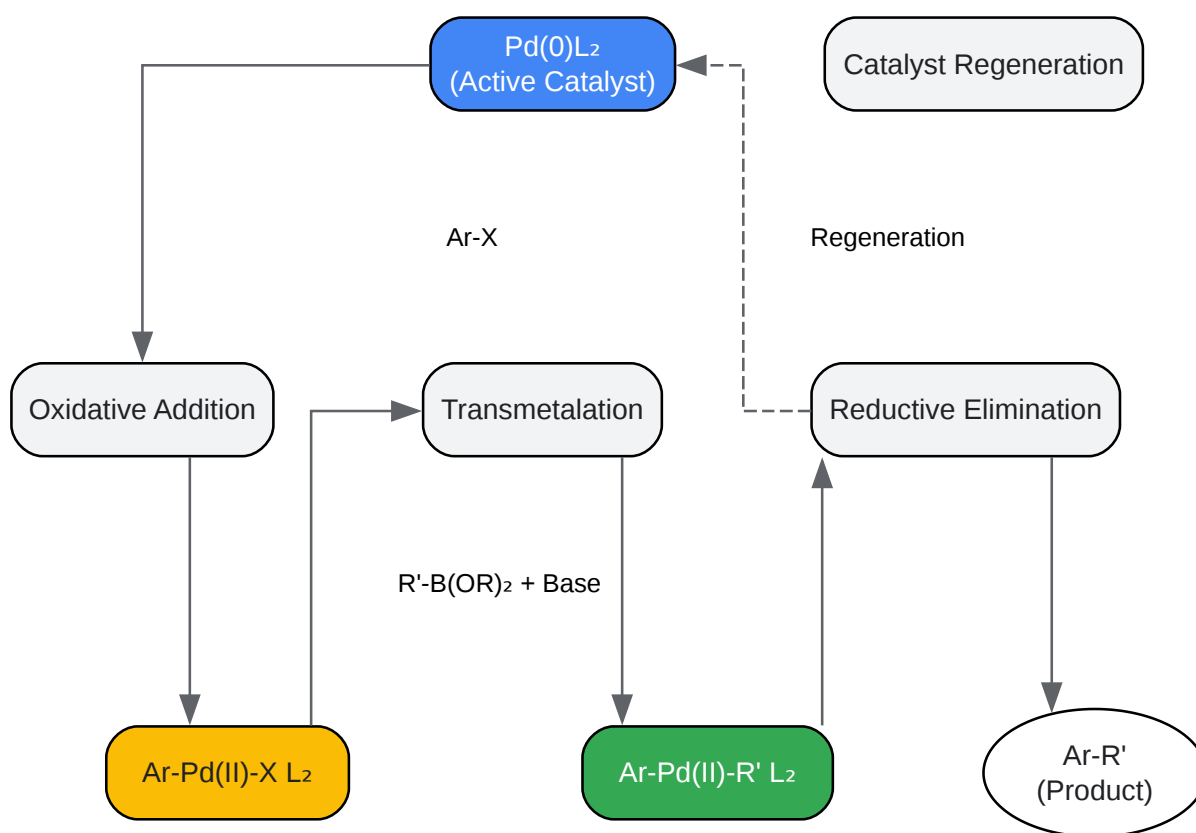 Pd(0)L₂
(Active Catalyst)
Catalyst Regeneration
Ar-X
Regeneration
Oxidative Addition
Transmetalation
Reductive Elimination
R'-B(OR)₂ + Base
Ar-Pd(II)-X L₂
Ar-Pd(II)-R' L₂
Ar-R'
(Product)